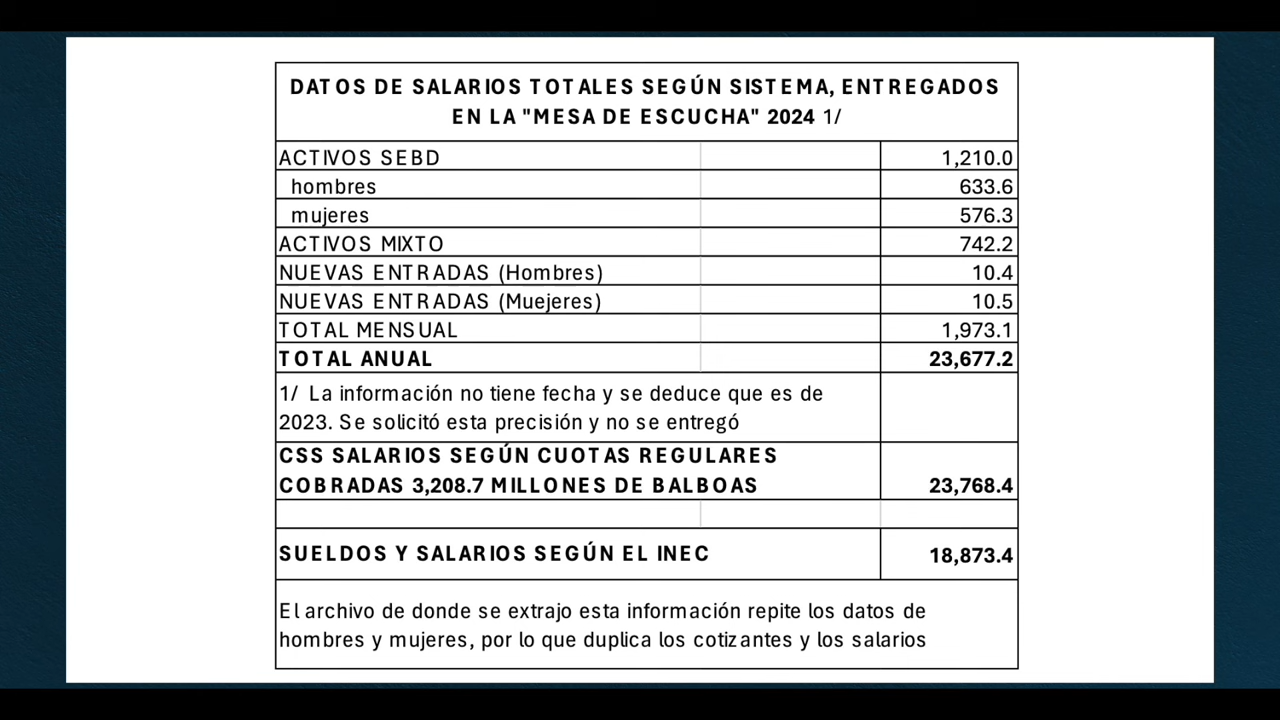 DATOS DE SALARIOS TOTALES SEGÚN SISTEMA, ENTREGADOS
EN LA "MESA DE ESCUCHA" 2024 1/
ACTIVOS SEBD 1,210.0
hombres 633.6
mujeres 576.3
ACTIVOS MIXTO 742.2
NUEVAS ENTRADAS (Hombres) 10.4
NUEVAS ENTRADAS (Muejeres) 10.5
TOTAL MENSUAL 1,973.1
TOTAL ANUAL 23,677.2
1/ La información no tiene fecha y se deduce que es de
2023. Se solicitó esta precisión y no se entregó
CSS SALARIOS SEGÚN CUOTAS REGULARES
COBRADAS 3,208.7 MILLONES DE BALBOAS 23,768.4
SUELDOS Y SALARIOS SEGÚN EL INEC 18,873.4
El archivo de donde se extrajo esta información repite los datos de
hombres y mujeres, por lo que duplica los cotizantes y los salarios